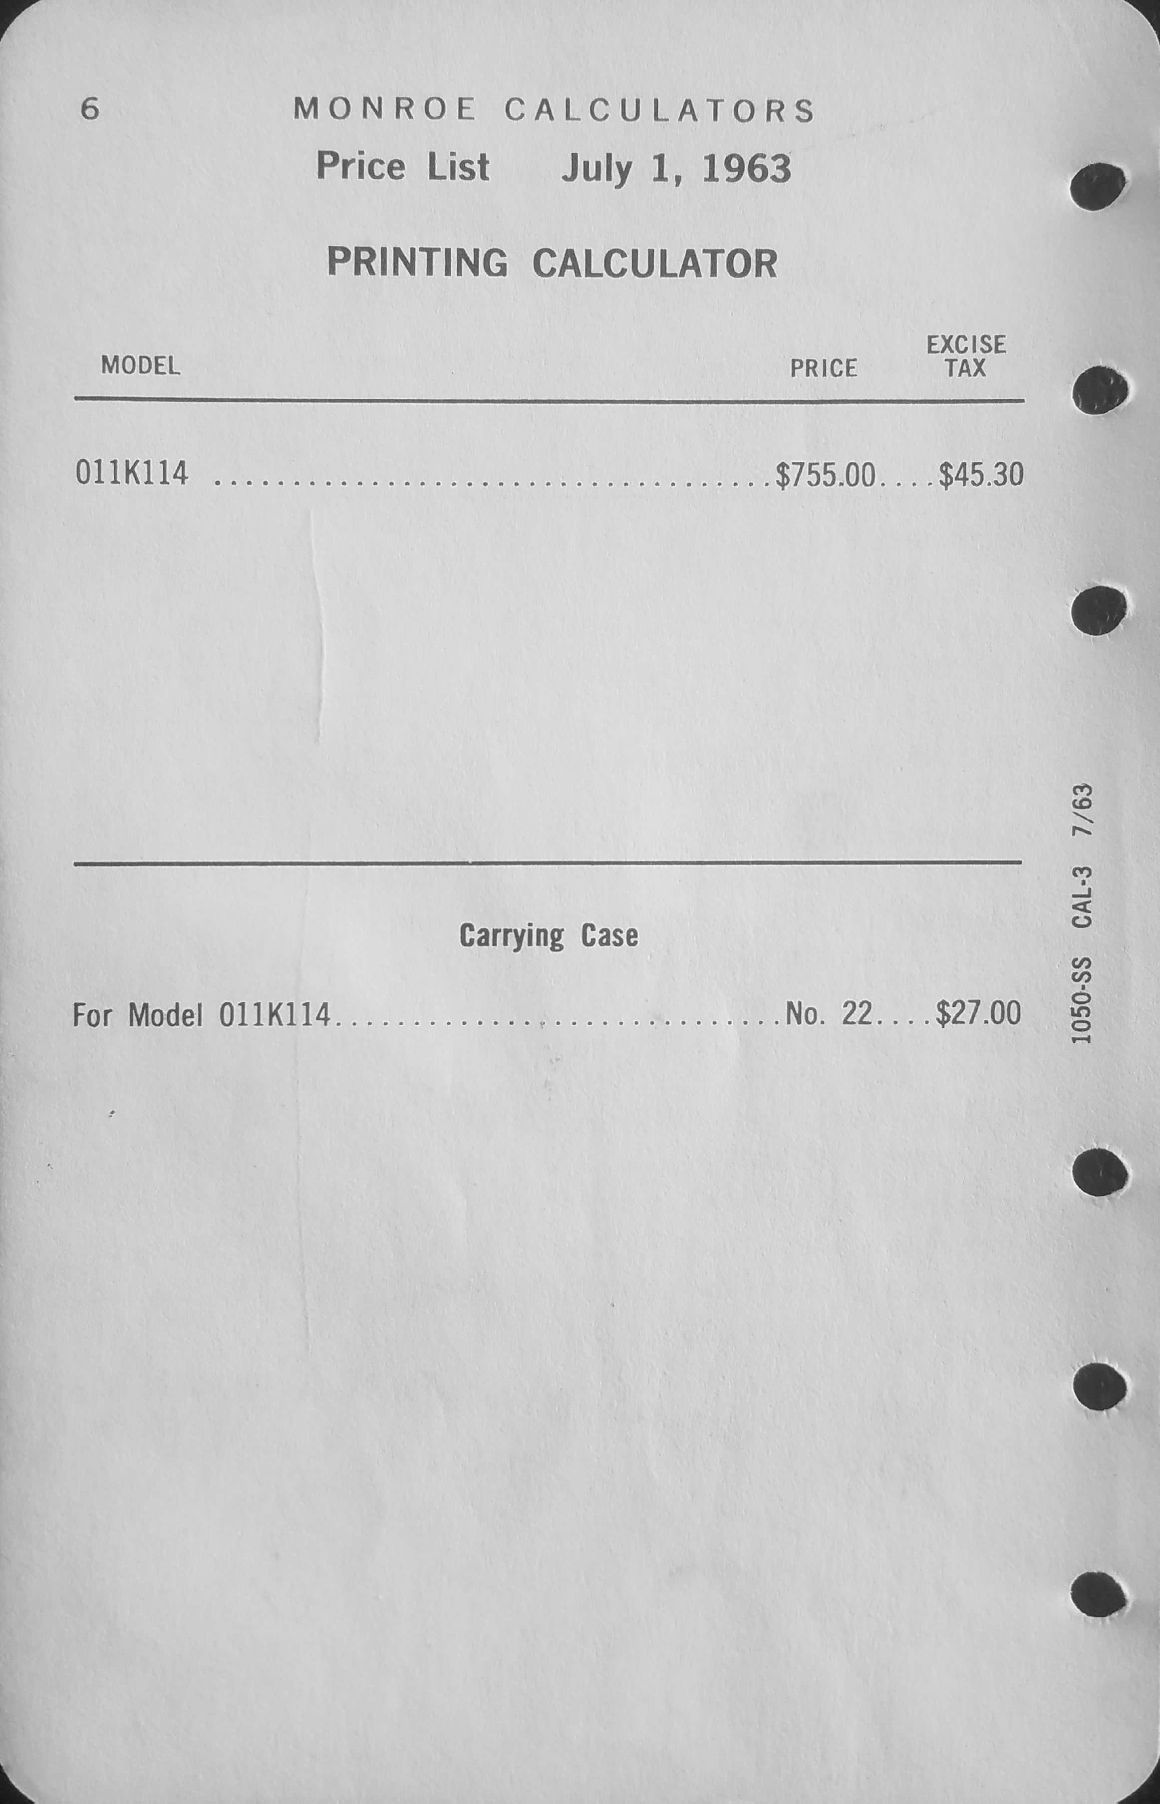 6 MONROE CALCULATORS
Price List July 1, 1963
PRINTING CALCULATOR
MODEL PRICE EXCISE TAX
011K114 ....................................$755.00....$45.30
Carrying Case
For Model 011K114.............................No. 22....$27.00
1050-SS CAL-3 7/63